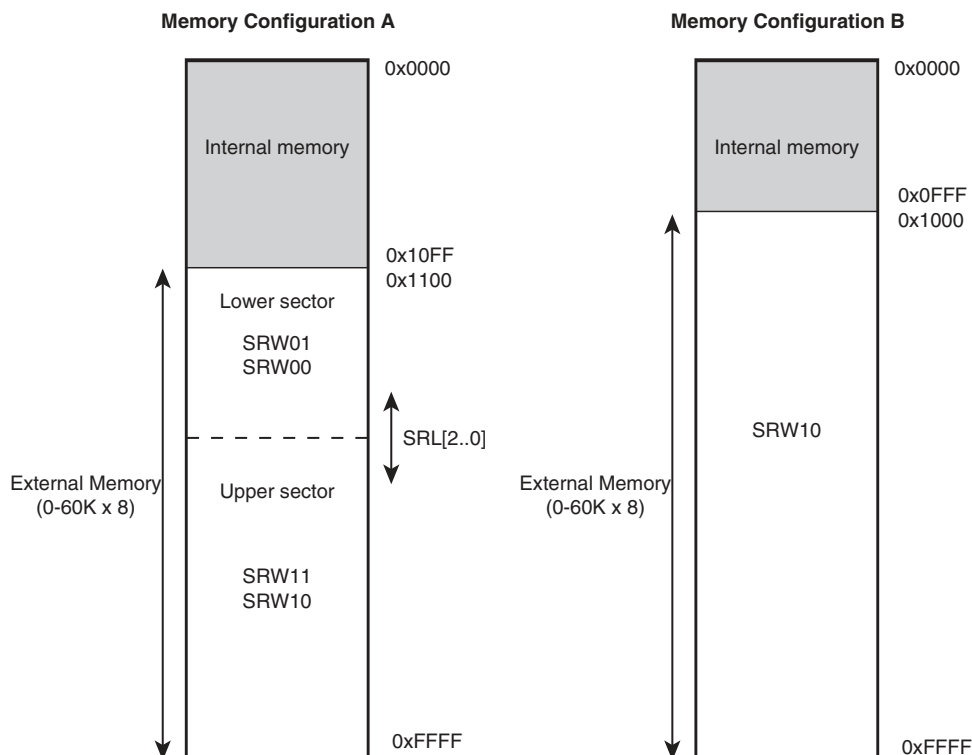 Memory Configuration A
0x0000
Internal memory
0x10FF
0x1100
Lower sector
SRW01
SRW00
SRL[2..0]
External Memory
(0-60K x 8)
Upper sector
SRW11
SRW10
0xFFFF
Memory Configuration B
0x0000
Internal memory
0x0FFF
0x1000
SRW10
External Memory
(0-60K x 8)
0xFFFF